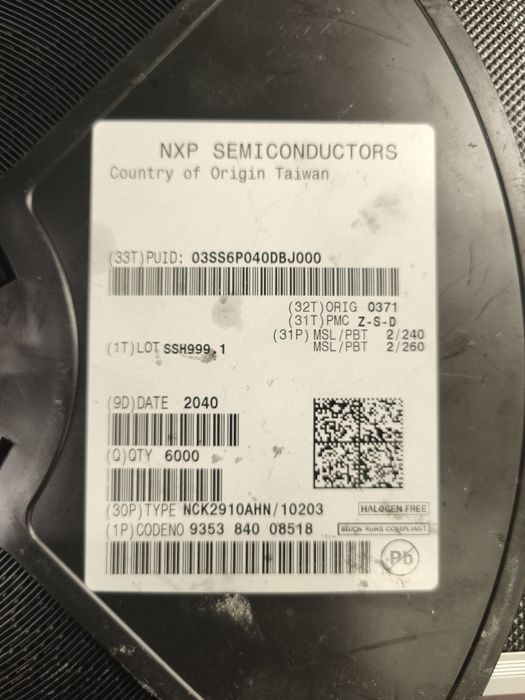 NXP SEMICONDUCTORS
Country of Origin Taiwan
(33T)PUID: 03SS6P040DBJ000
(32T)ORIG 0371
(31T)PMC Z-S-D
(31P) MSL/PBT 2/240
MSL/PBT 2/260
(1T)LOT SSH999.1
(9D)DATE 2040
(Q)QTY 6000
(30P)TYPE NCK2910AHN/10203
HALOGEN FREE
(1P)CODENO 9353 840 08518
EU/CN RoHS COMPLIANT
Pb